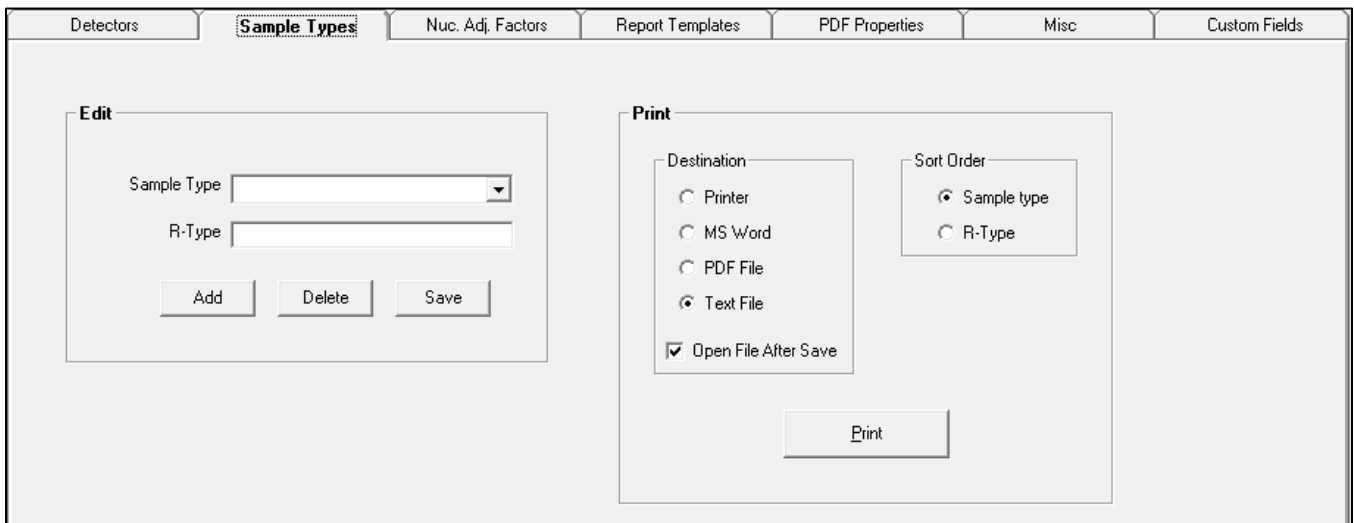 Detectors Sample Types Nuc. Adj. Factors Report Templates PDF Properties Misc Custom Fields
Edit
Sample Type
R-Type
Add Delete Save
Print
Destination
Printer
MS Word
PDF File
Text File
Open File After Save
Sort Order
Sample type
R-Type
Print